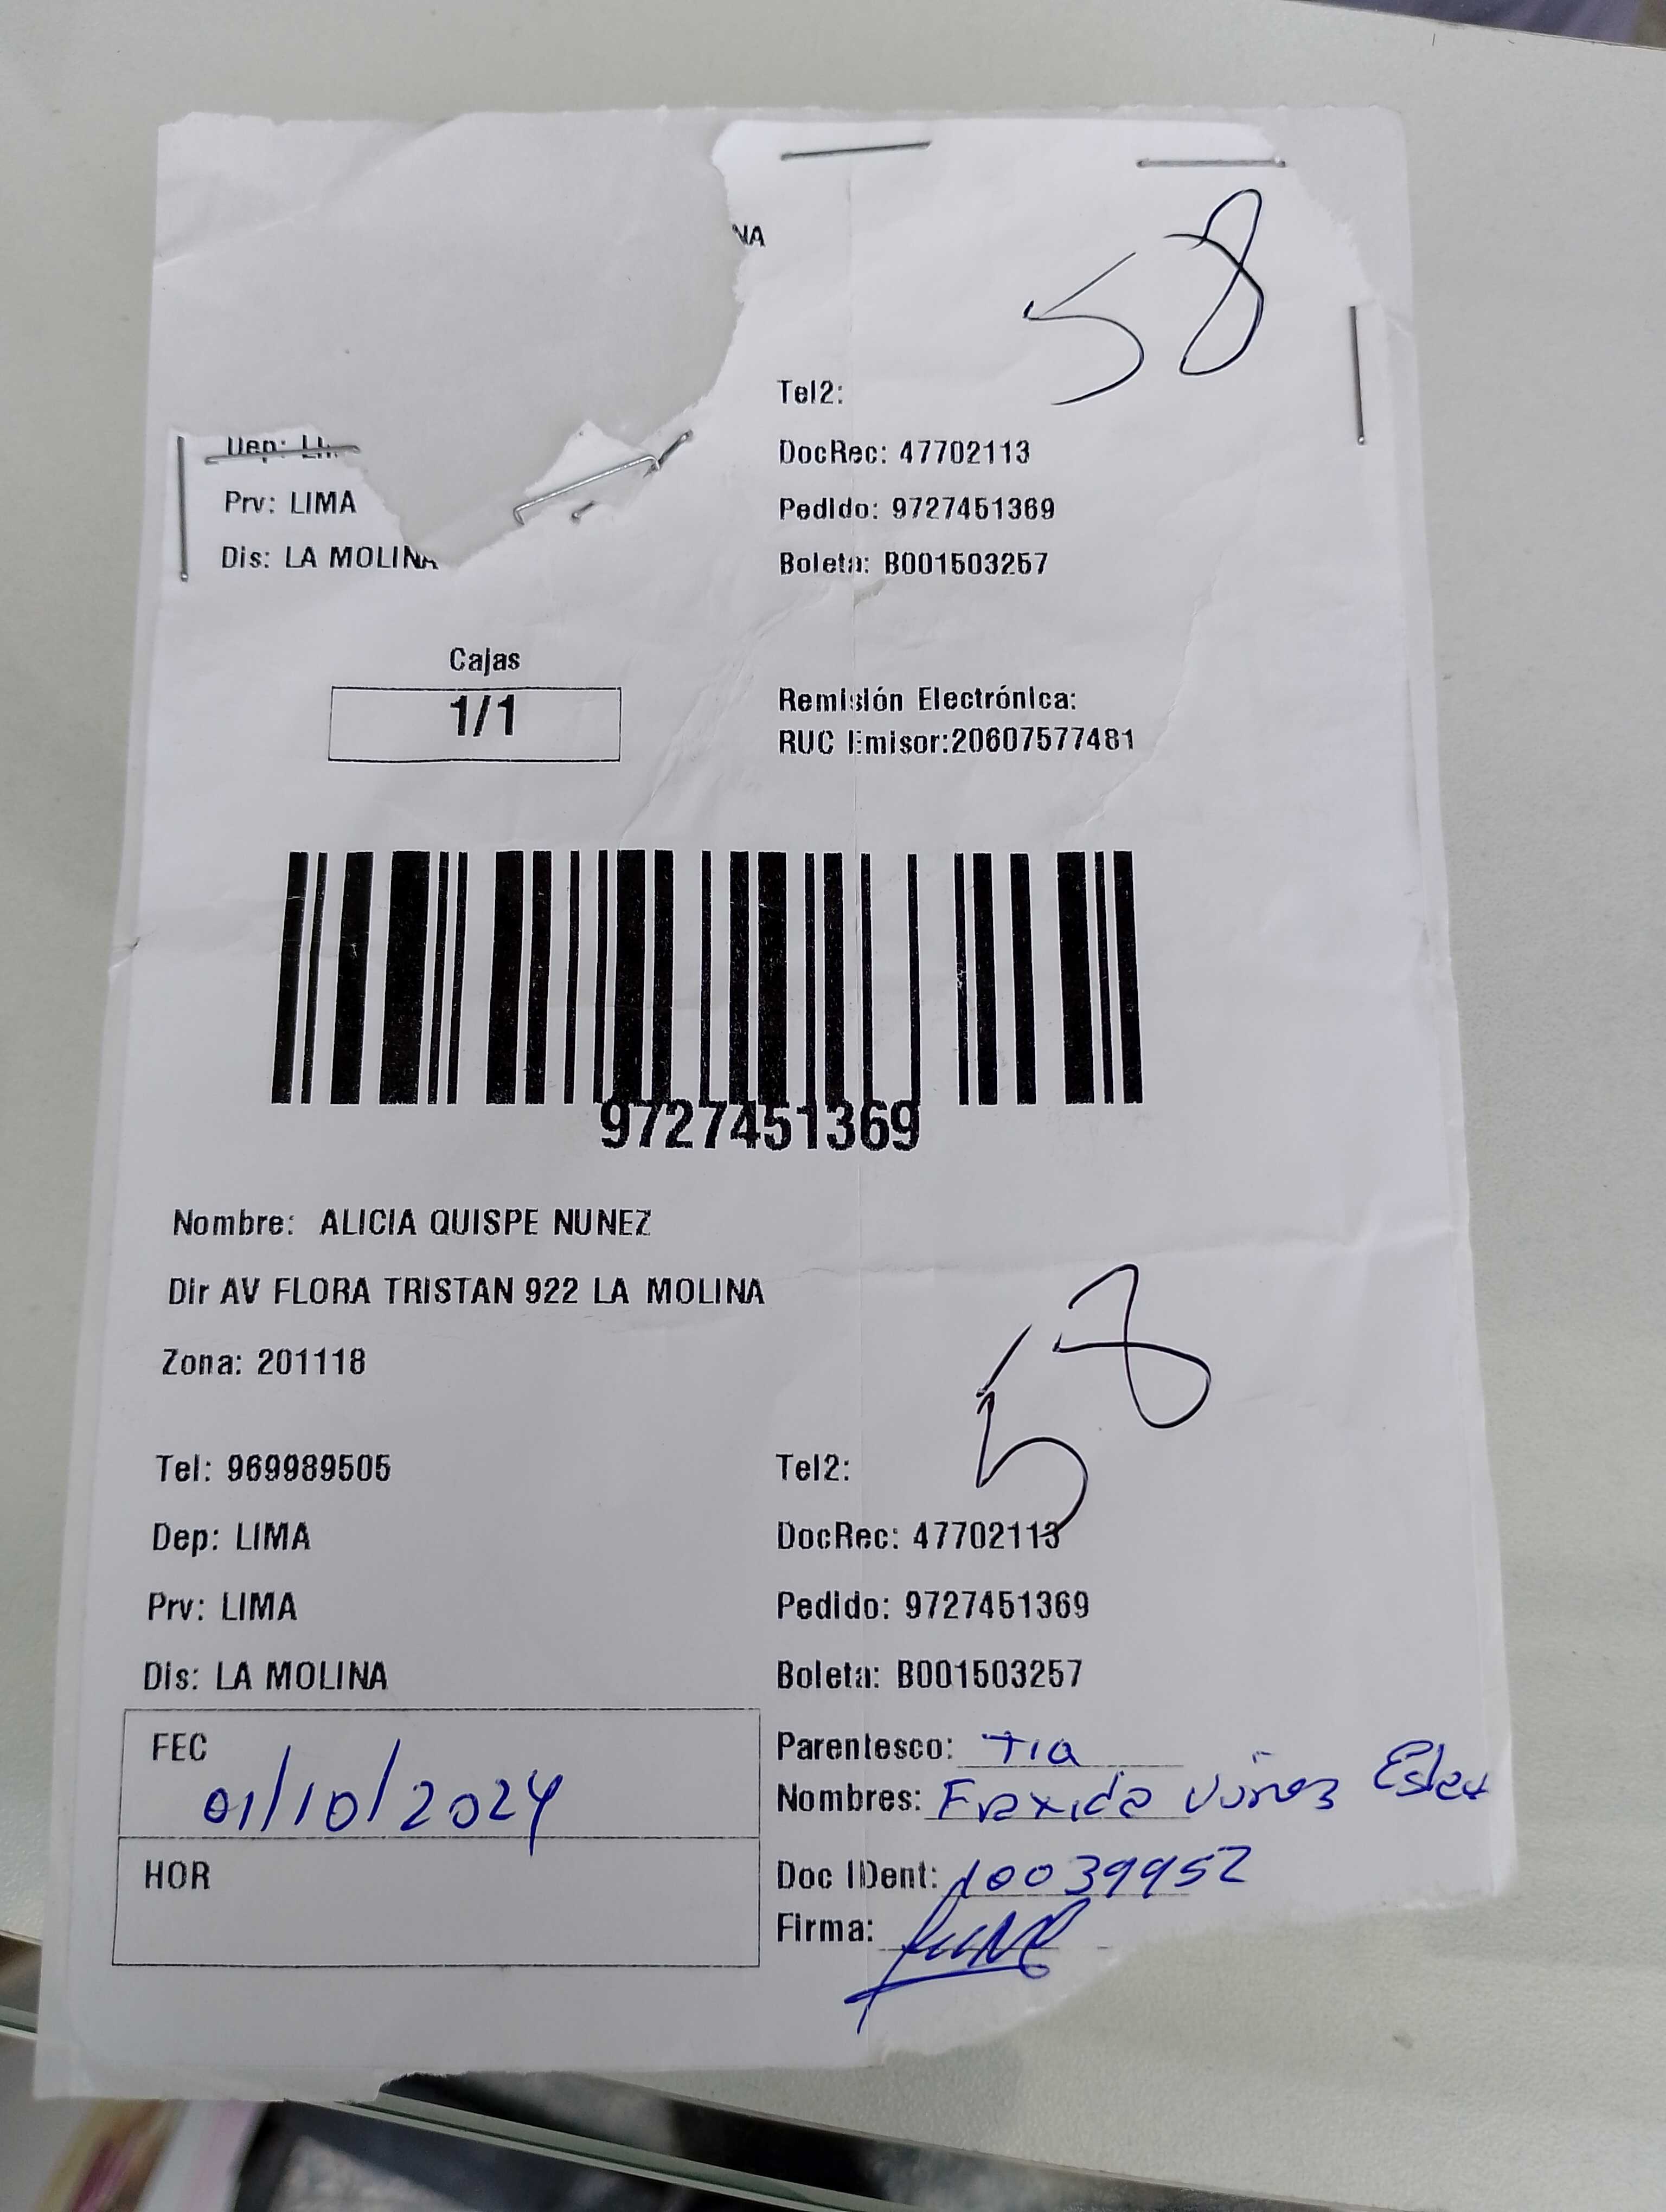 NA
58
Tel2:
Dep: LI
DocRec: 47702113
Prv: LIMA
Pedido: 9727451369
Dis: LA MOLINA
Boleta: B001503257
Cajas
1/1
Remisión Electrónica:
RUC Emisor:20607577481
9727451369
Nombre: ALICIA QUISPE NUNEZ
Dir AV FLORA TRISTAN 922 LA MOLINA
Zona: 201118
58
Tel: 969989505
Tel2:
Dep: LIMA
DocRec: 47702113
Prv: LIMA
Pedido: 9727451369
Dis: LA MOLINA
Boleta: B001503257
FEC
01/10/2024
Parentesco: Tia
Nombres: Núñez
HOR
Doc IDent: 10039952
Firma: